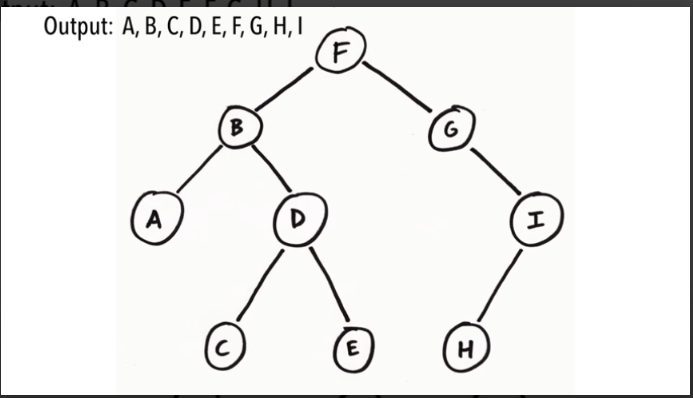 Output: A, B, C, D, E, F, G, H, I
F
B
G
A
D
I
C
E
H